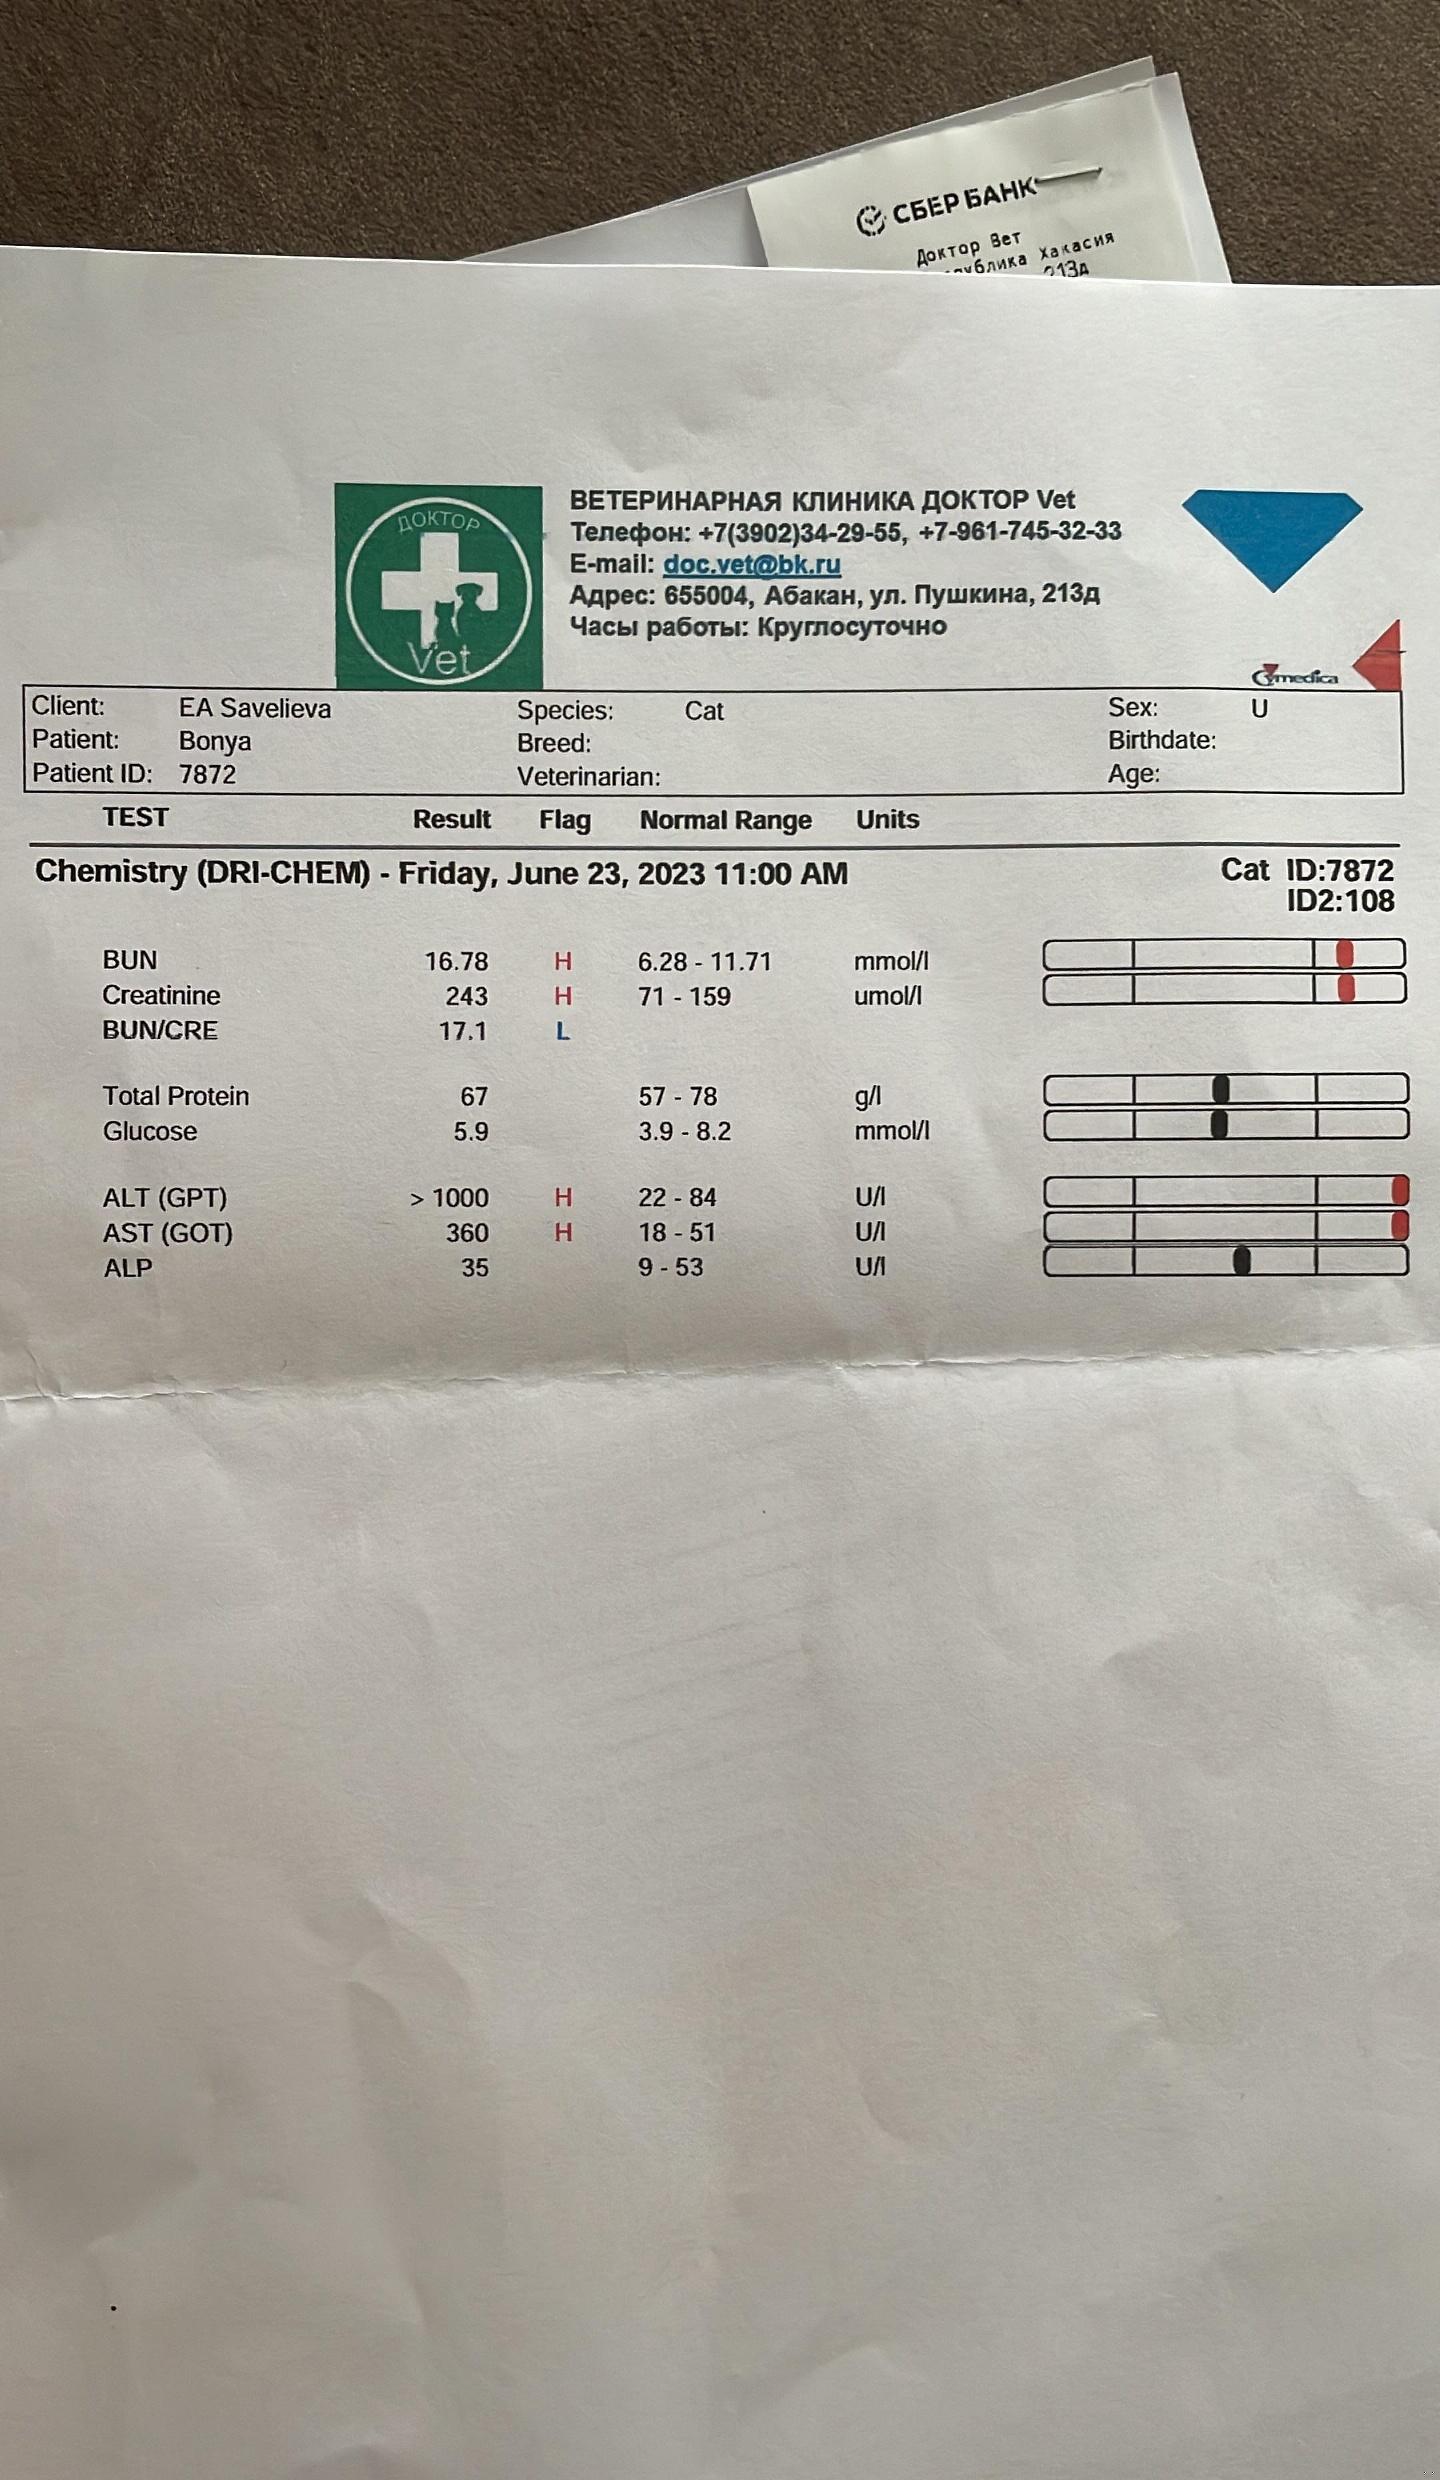 СБЕР БАНК
Доктор Вет
Хакасия
213д
ДОКТОР
Vet
ВЕТЕРИНАРНАЯ КЛИНИКА ДОКТОР Vet
Телефон: +7(3902)34-29-55, +7-961-745-32-33
E-mail: doc.vet@bk.ru
Адрес: 655004, Абакан, ул. Пушкина, 213д
Часы работы: Круглосуточно
Cymedica
Client: EA Savelieva Species: Cat Sex: U
Patient: Bonya Breed: Birthdate:
Patient ID: 7872 Veterinarian: Age:
TEST Result Flag Normal Range Units
Chemistry (DRI-CHEM) - Friday, June 23, 2023 11:00 AM Cat ID:7872
ID2:108
BUN 16.78 H 6.28 - 11.71 mmol/l
Creatinine 243 H 71 - 159 umol/l
BUN/CRE 17.1 L
Total Protein 67 57 - 78 g/l
Glucose 5.9 3.9 - 8.2 mmol/l
ALT (GPT) > 1000 H 22 - 84 U/l
AST (GOT) 360 H 18 - 51 U/l
ALP 35 9 - 53 U/l